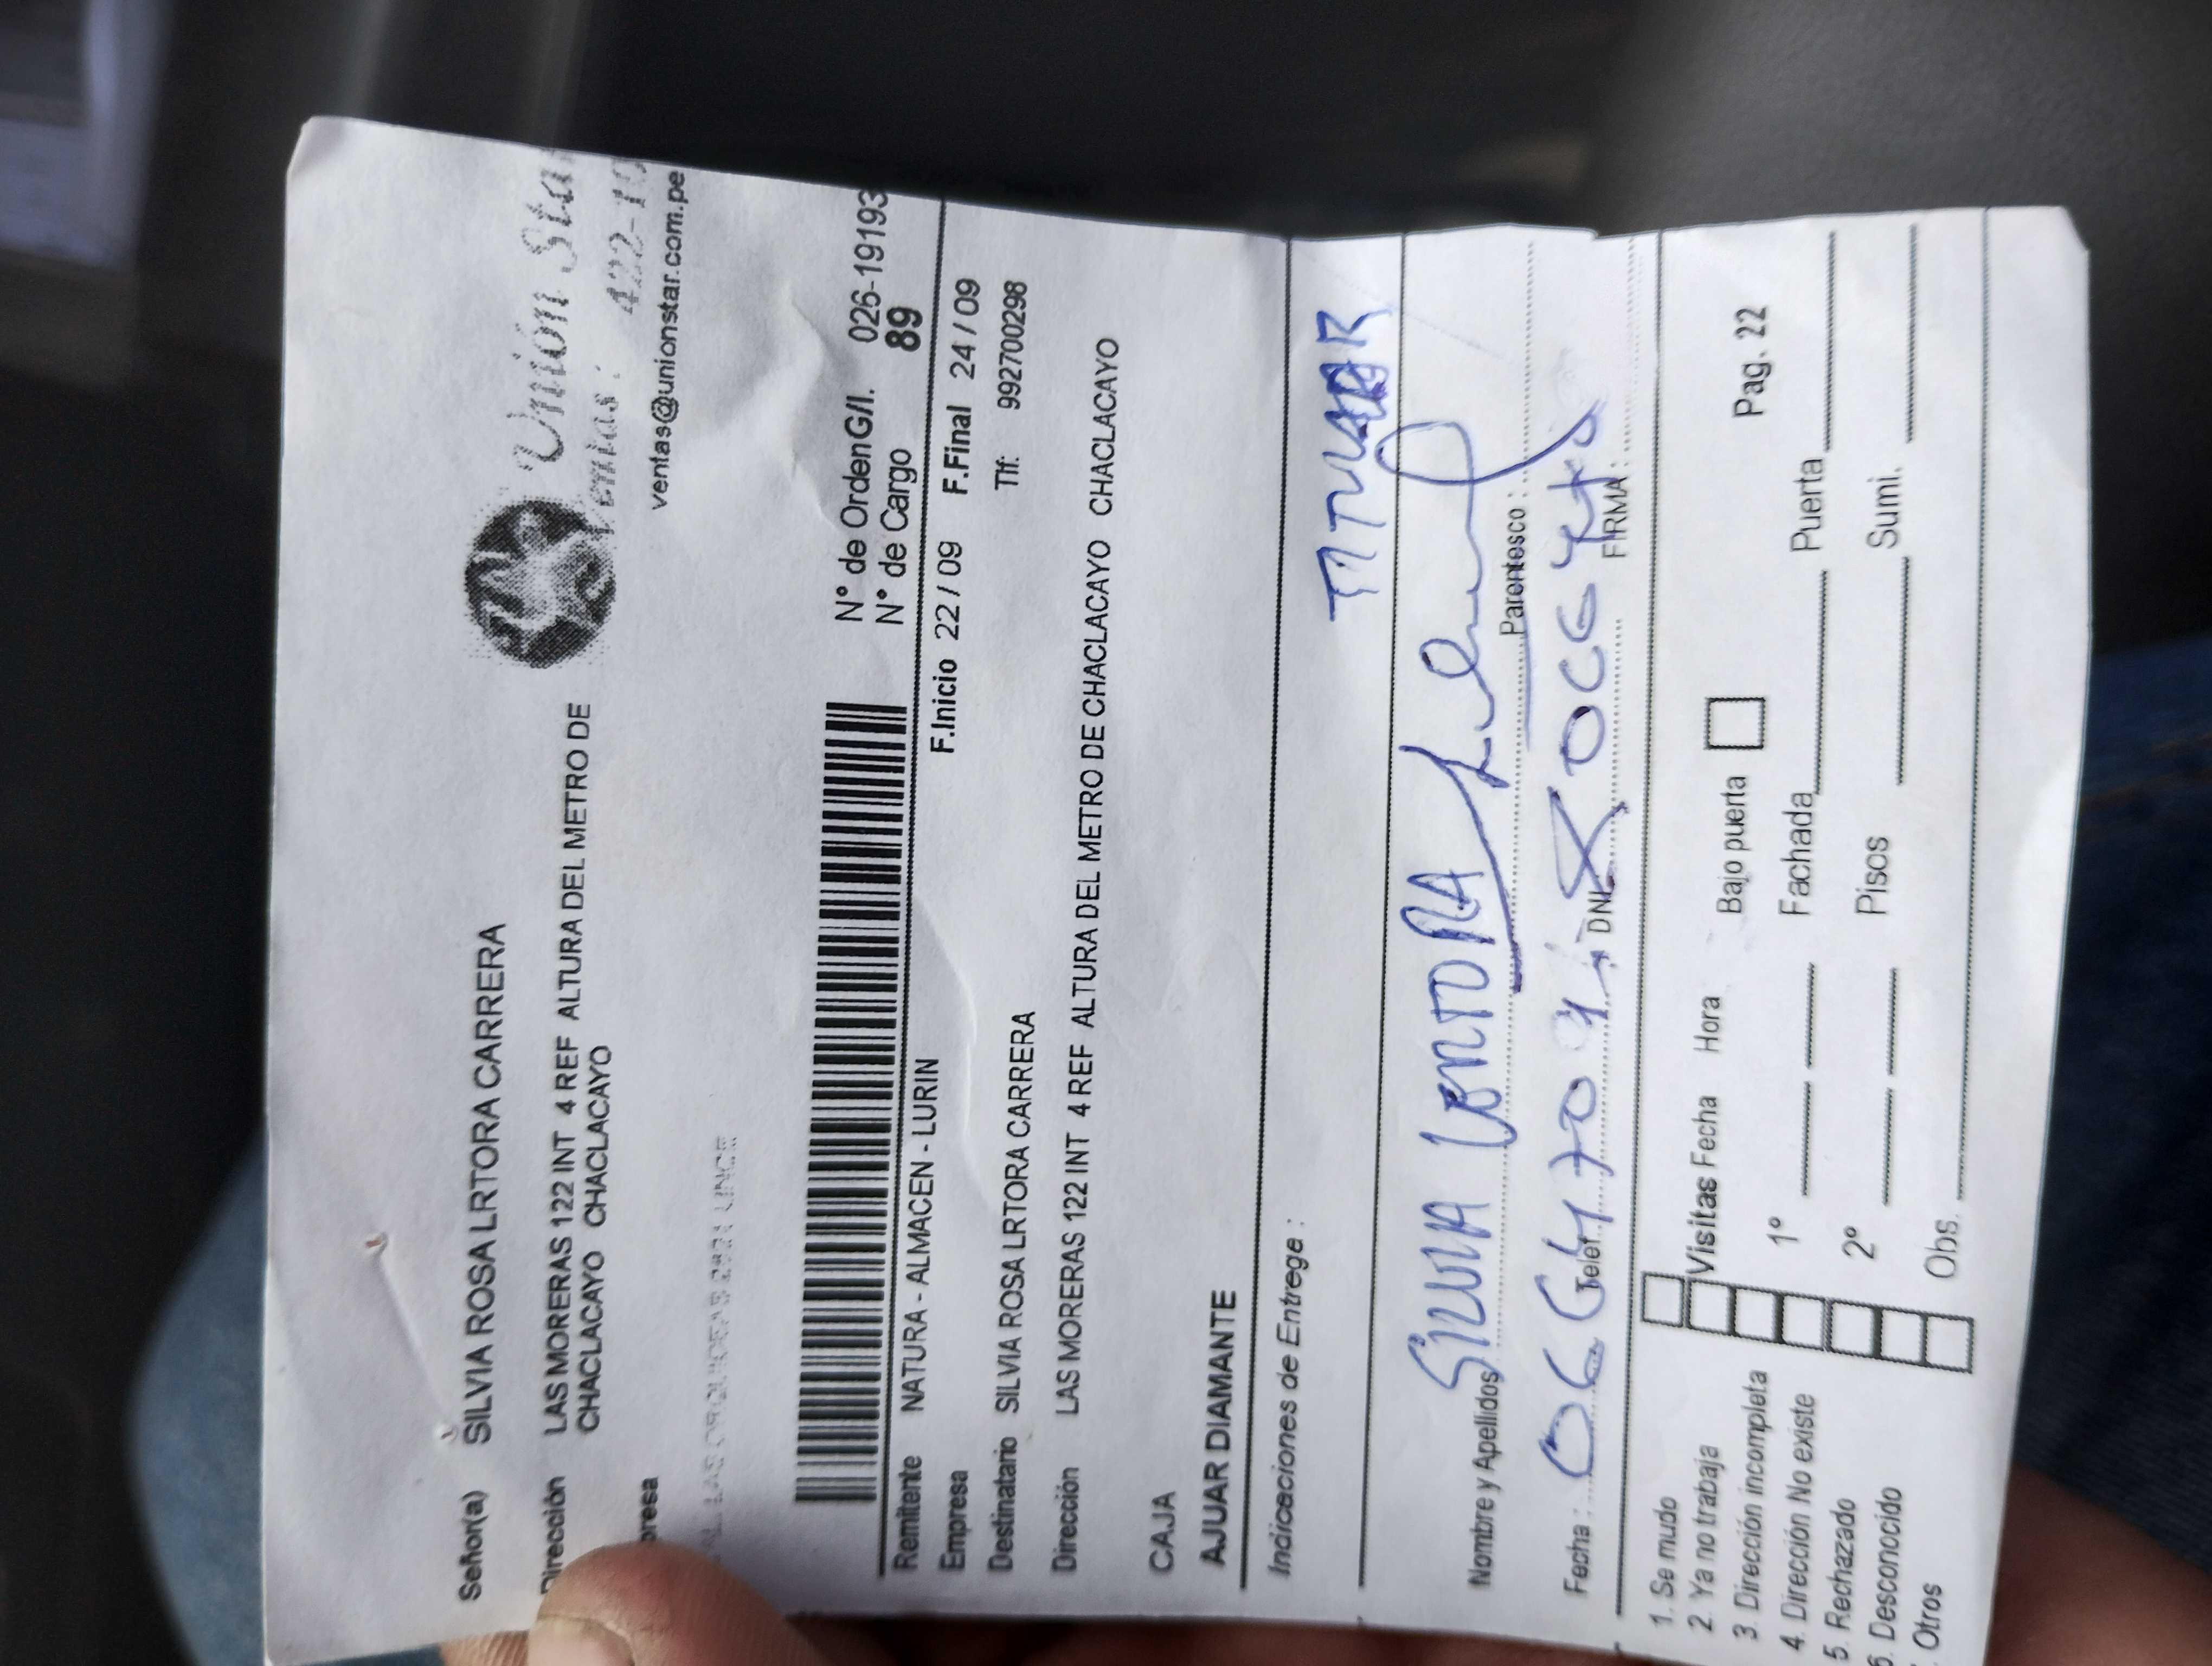 Señor(a) SILVIA ROSA LRTORA CARRERA
Dirección LAS MORERAS 122 INT 4 REF ALTURA DEL METRO DE
CHACLACAYO CHACLACAYO
presa
Unión Star
Ventas : 422-10
ventas@unionstar.com.pe
N° de OrdenG/I. 026-19193
N° de Cargo 89
Remitente NATURA - ALMACEN - LURIN
F.Inicio 22 / 09 F.Final 24 / 09
Empresa
Destinatario SILVIA ROSA LRTORA CARRERA Tlf: 992700298
Dirección LAS MORERAS 122 INT 4 REF ALTURA DEL METRO DE CHACLACAYO CHACLACAYO
CAJA
AJUAR DIAMANTE
Indicaciones de Entrega :
TITULAR
Nombre y Apellidos SILVIA Parentesco :
Fecha : Telef. DNI. FIRMA:
1. Se mudo
2. Ya no trabaja
3. Dirección incompleta
4. Dirección No existe
5. Rechazado
6. Desconocido
Otros
Visitas Fecha Hora Bajo puerta Pag. 22
1° Fachada Puerta
2° Pisos Sumi.
Obs.